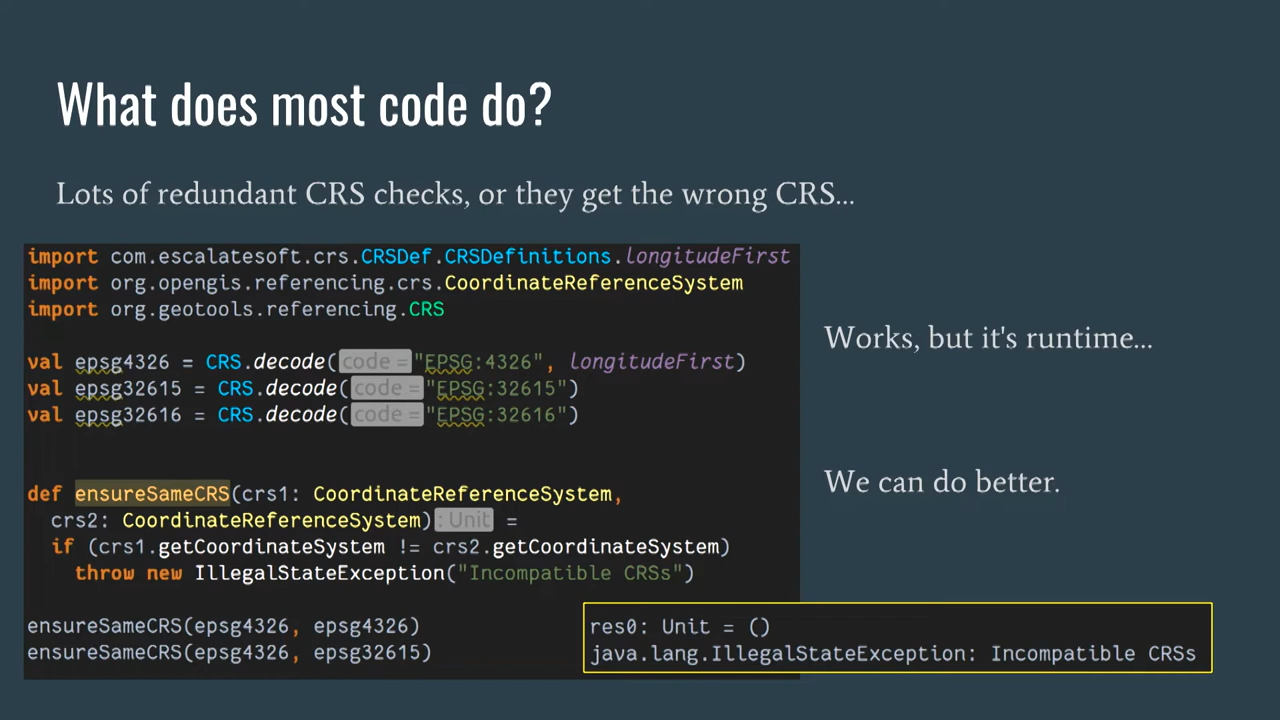 What does most code do?
Lots of redundant CRS checks, or they get the wrong CRS...
import com.escalatesoft.crs.CRSDef.CRSDefinitions.longitudeFirst
import org.opengis.referencing.crs.CoordinateReferenceSystem
import org.geotools.referencing.CRS
val epsg4326 = CRS.decode( code = "EPSG:4326", longitudeFirst)
val epsg32615 = CRS.decode( code = "EPSG:32615")
val epsg32616 = CRS.decode( code = "EPSG:32616")
def ensureSameCRS(crs1: CoordinateReferenceSystem,
crs2: CoordinateReferenceSystem) : Unit =
if (crs1.getCoordinateSystem != crs2.getCoordinateSystem)
throw new IllegalStateException("Incompatible CRSs")
ensureSameCRS(epsg4326, epsg4326)
ensureSameCRS(epsg4326, epsg32615)
Works, but it's runtime...
We can do better.
res0: Unit = ()
java.lang.IllegalStateException: Incompatible CRSs